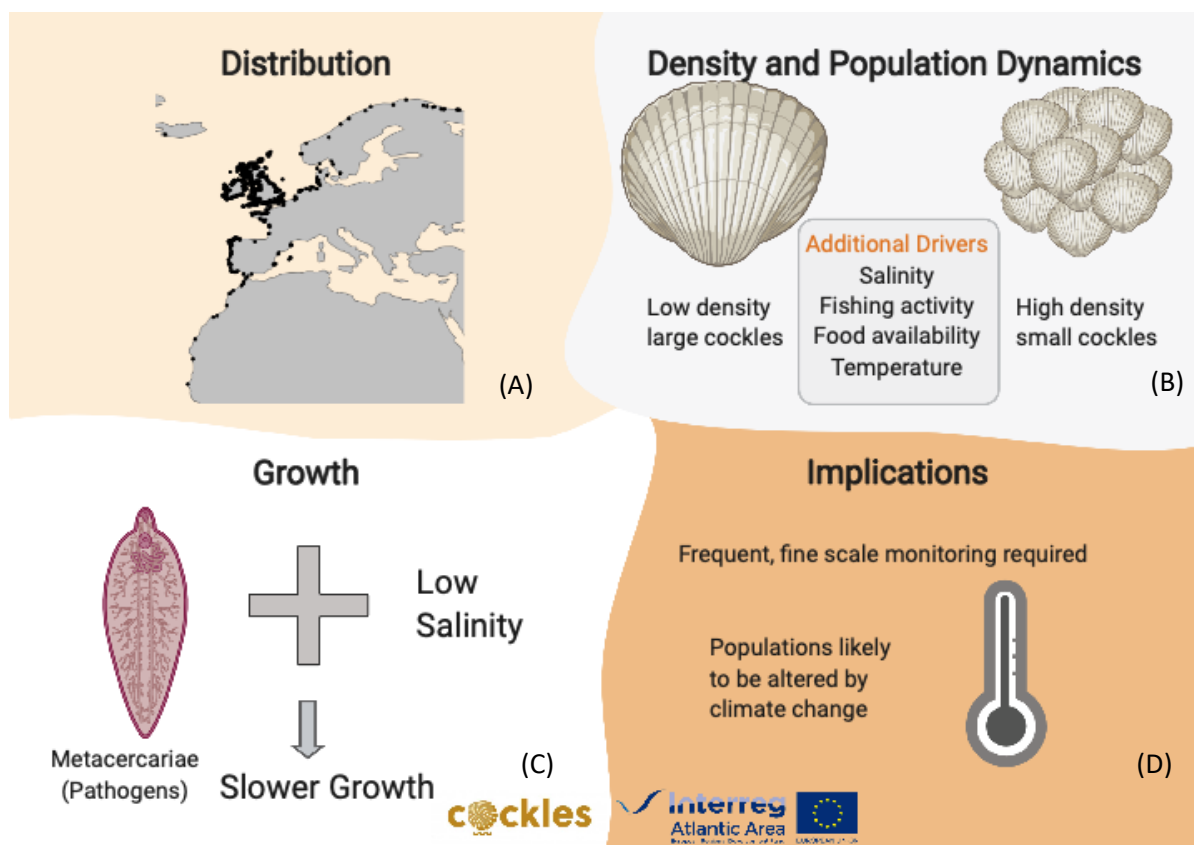 Distribution
(A)
Density and Population Dynamics
Low density
large cockles
Additional Drivers
Salinity
Fishing activity
Food availability
Temperature
High density
small cockles
(B)
Growth
Low
Salinity
Metacercariae
(Pathogens)
Slower Growth
(C)
Implications
Frequent, fine scale monitoring required
Populations likely
to be altered by
climate change
(D)
cockles
Interreg
Atlantic Area